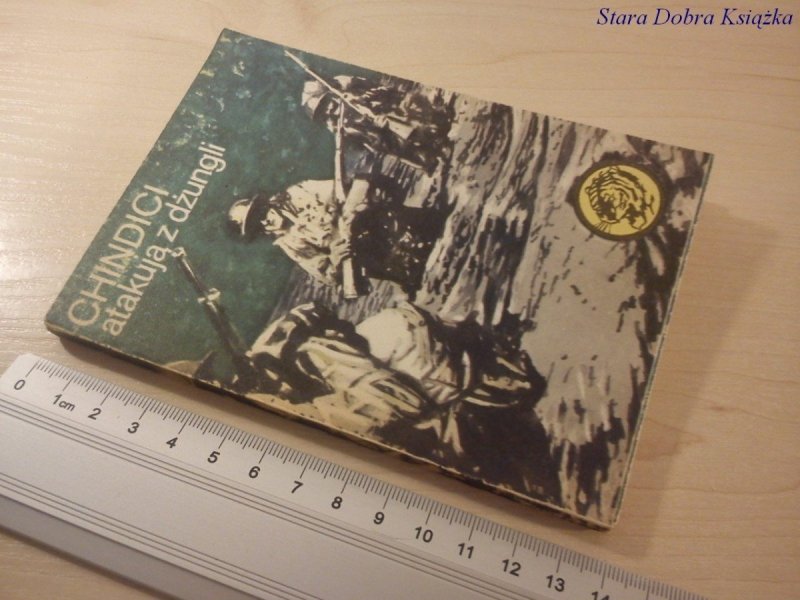 Stara Dobra Książka
CHINDICI
atakują z dżungli
0 1cm 2 3 4 5 6 7 8 9 10 11 12 13 14